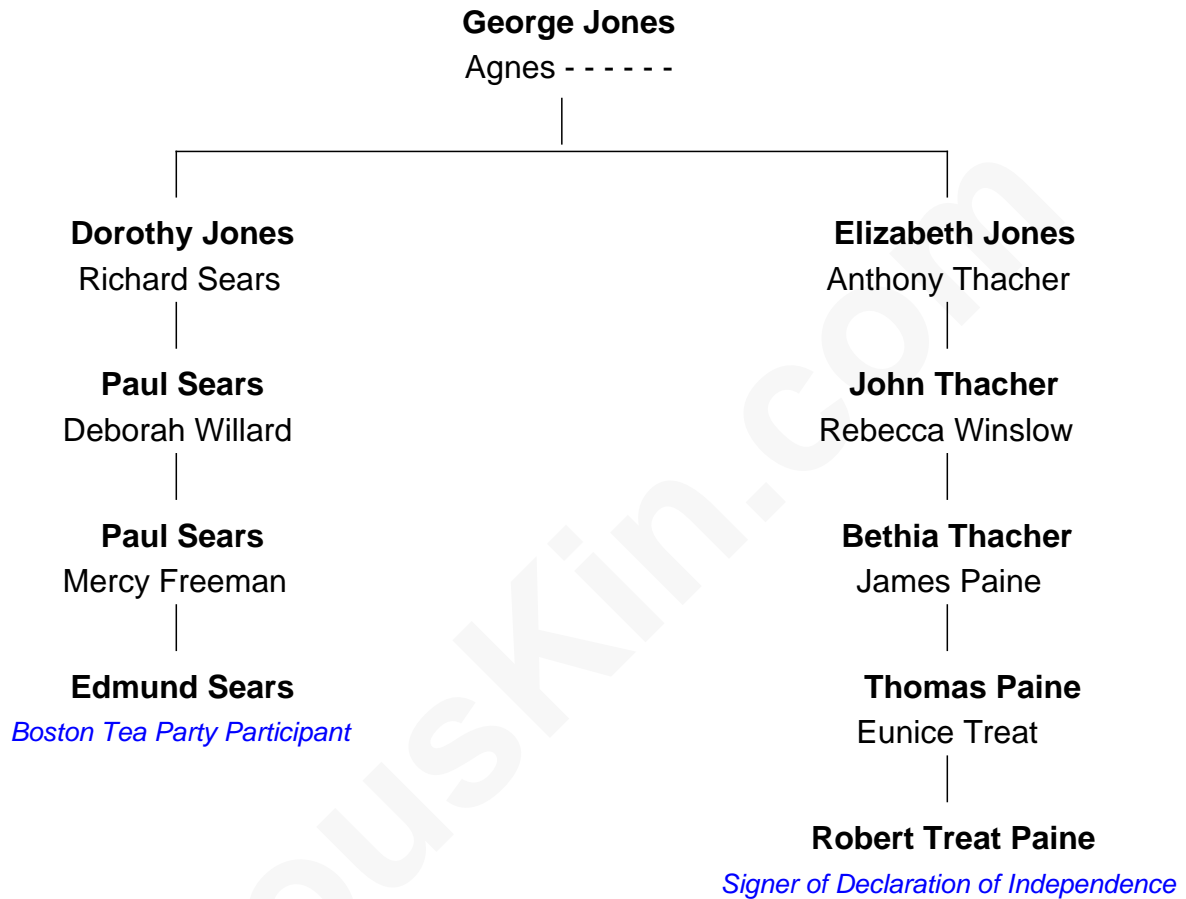 George Jones
Agnes - - - - - -
Dorothy Jones
Richard Sears
Elizabeth Jones
Anthony Thacher
Paul Sears
Deborah Willard
John Thacher
Rebecca Winslow
Paul Sears
Mercy Freeman
Bethia Thacher
James Paine
Edmund Sears
Boston Tea Party Participant
Thomas Paine
Eunice Treat
Robert Treat Paine
Signer of Declaration of Independence
ousKin.com